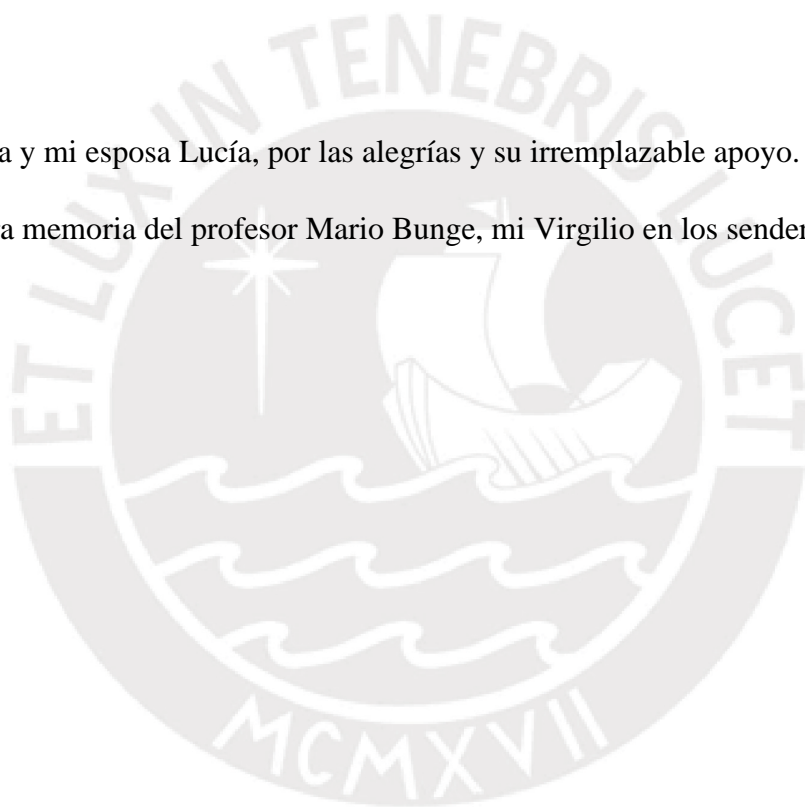 a y mi esposa Lucía, por las alegrías y su irremplazable apoyo.
a memoria del profesor Mario Bunge, mi Virgilio en los sender
ET LUX IN TENEBRIS LUCET
MCMXVII